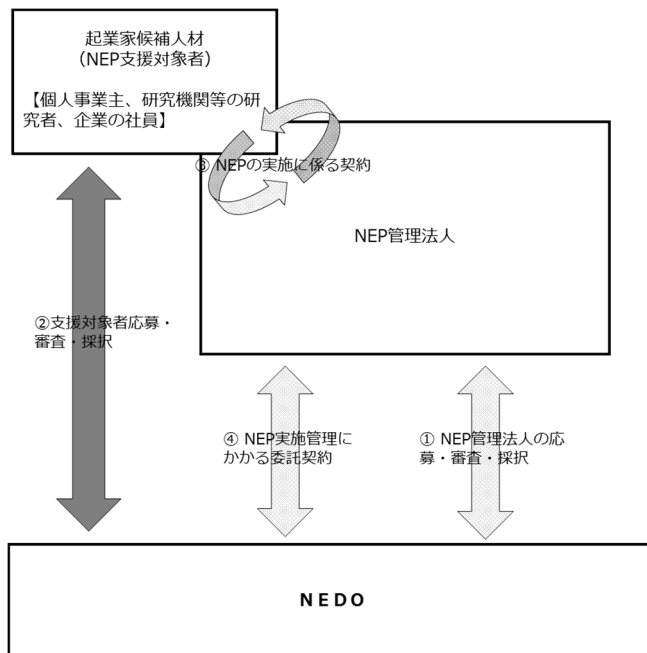 起業家候補人材
（NEP支援対象者）
【個人事業主、研究機関等の研
究者、企業の社員】
③ NEPの実施に係る契約
NEP管理法人
②支援対象者応募・
審査・採択
④ NEP実施管理に
かかる委託契約
① NEP管理法人の応
募・審査・採択
NEDO